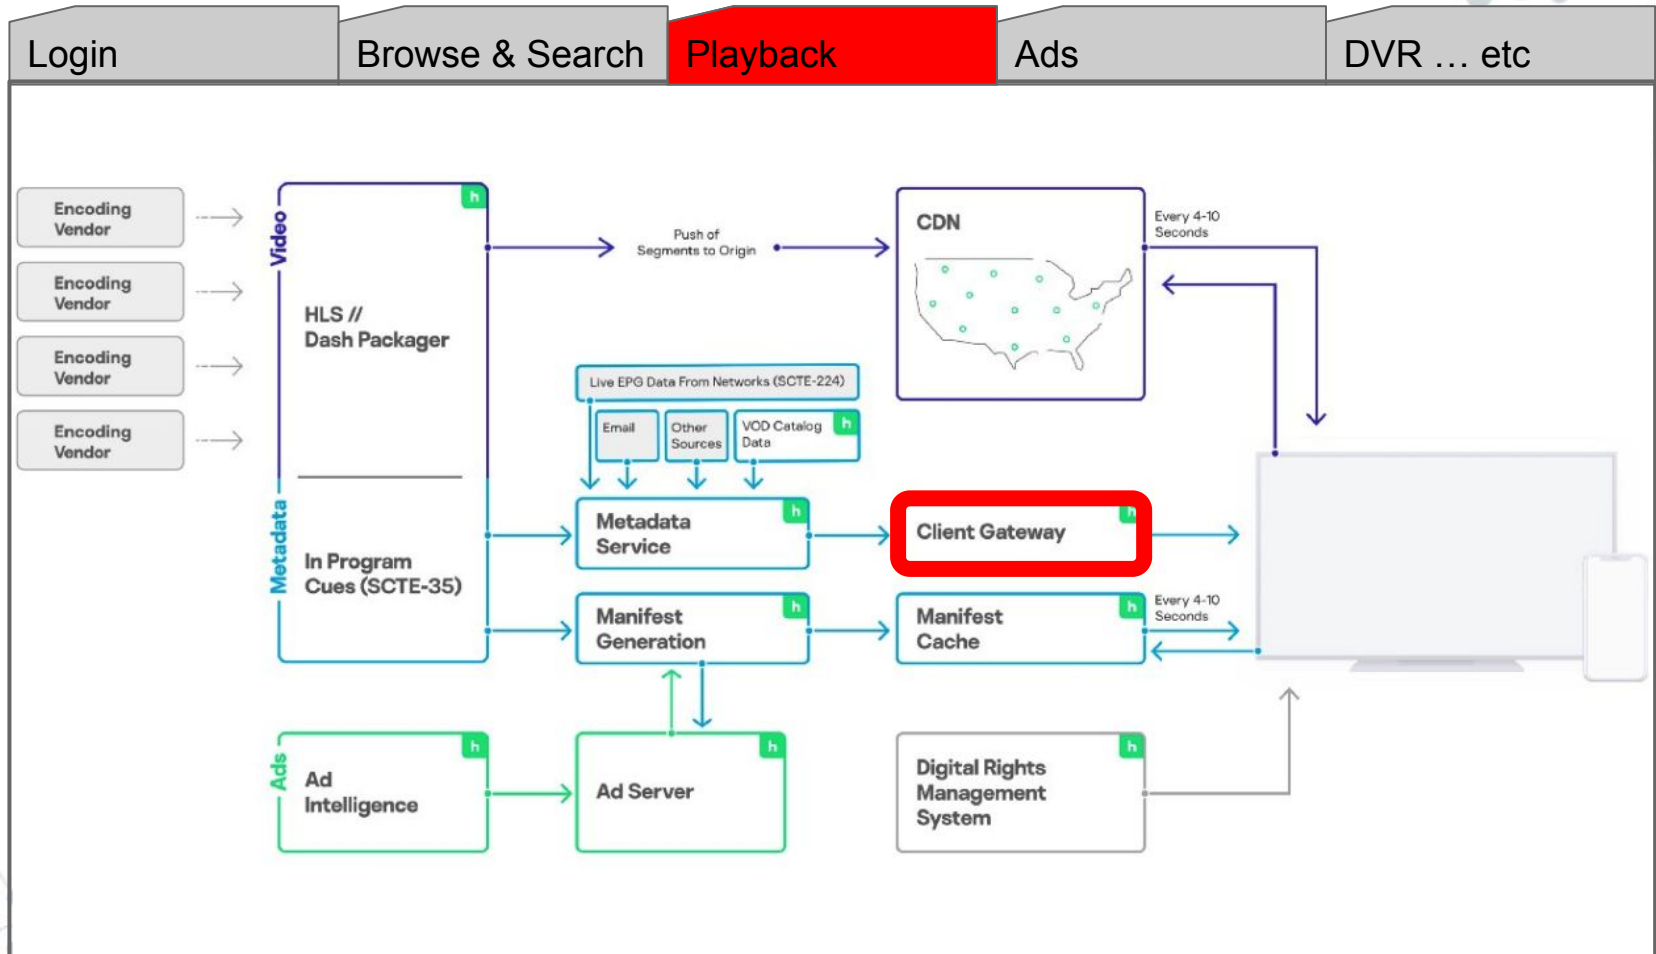 Login
Browse & Search
Playback
Ads
DVR … etc
Encoding
Vendor
Encoding
Vendor
Encoding
Vendor
Encoding
Vendor
Video
h
HLS //
Dash Packager
Push of
Segments to Origin
CDN
Every 4-10
Seconds
Live EPG Data From Networks (SCTE-224)
Email
Other
Sources
VOD Catalog
Data
h
Metadata
In Program
Cues (SCTE-35)
Metadata
Service
h
Client Gateway
h
Manifest
Generation
h
Manifest
Cache
h
Every 4-10
Seconds
Ads
Ad
Intelligence
h
Ad Server
h
Digital Rights
Management
System
h